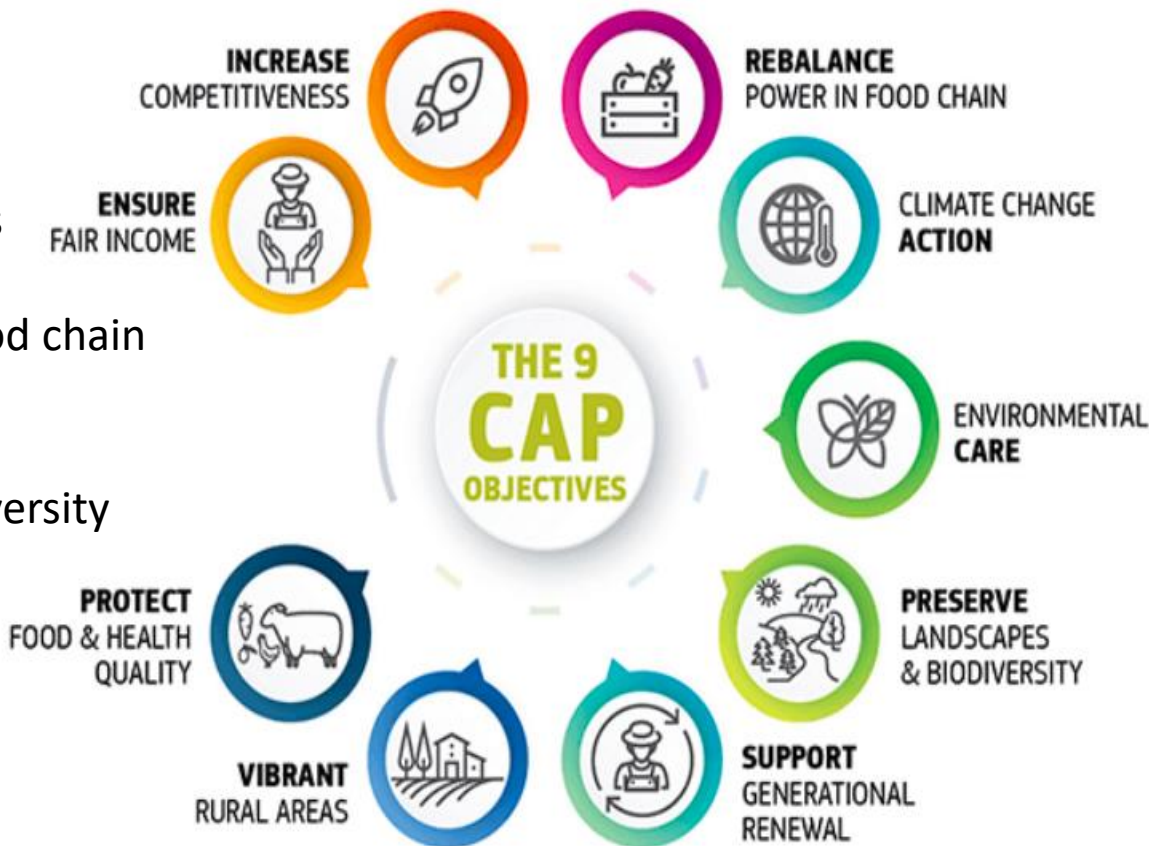 INCREASE
COMPETITIVENESS
REBALANCE
POWER IN FOOD CHAIN
ENSURE
FAIR INCOME
CLIMATE CHANGE
ACTION
s
od chain
THE 9
CAP
OBJECTIVES
ENVIRONMENTAL
CARE
versity
PROTECT
FOOD & HEALTH
QUALITY
PRESERVE
LANDSCAPES
& BIODIVERSITY
VIBRANT
RURAL AREAS
SUPPORT
GENERATIONAL
RENEWAL